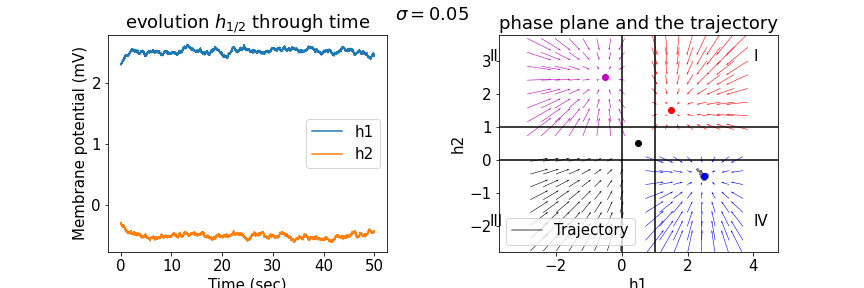 σ = 0.05
evolution h1/2 through time
Membrane potential (mV)
2
1
0
h1
h2
0 10 20 30 40 50
Time (sec)
phase plane and the trajectory
h2
3
2
1
0
−1
−2
II
I
III
IV
Trajectory
−2 0 2 4
h1